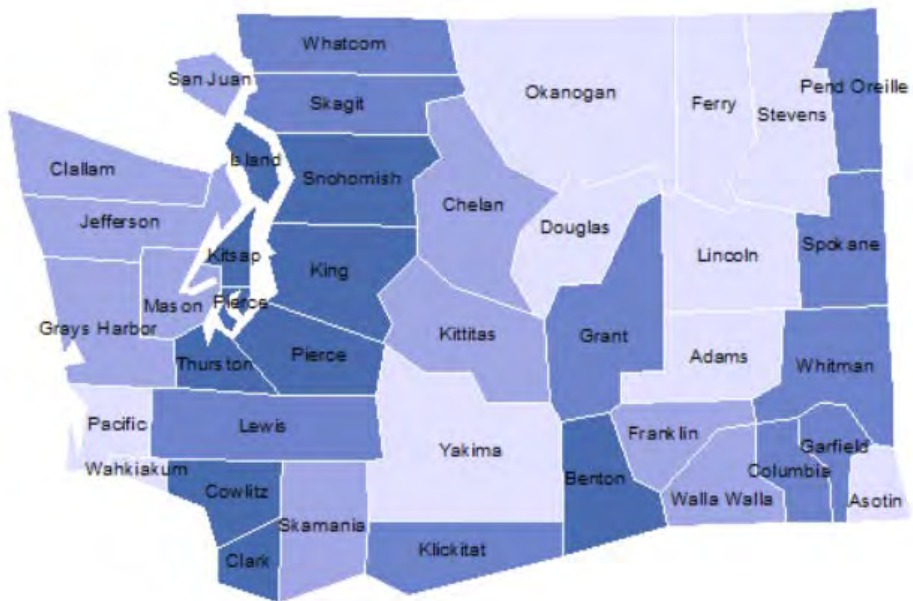 Whatcom
San Juan
Skagit
Okanogan
Ferry
Stevens
Pend Oreille
Island
Clallam
Snohomish
Jefferson
Chelan
Douglas
Kitsap
King
Lincoln
Spokane
Mason
Pierce
Grays Harbor
Kittitas
Grant
Thurston
Pierce
Adams
Whitman
Pacific
Lewis
Yakima
Franklin
Garfield
Wahkiakum
Cowlitz
Benton
Columbia
Skamania
Walla Walla
Asotin
Clark
Klickitat